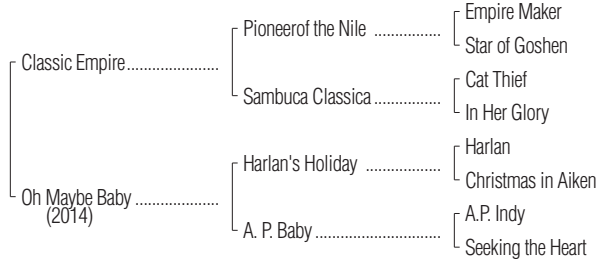 Empire Maker
Pioneerof the Nile ................
Star of Goshen
Classic Empire......................
Cat Thief
Sambuca Classica................
In Her Glory
Harlan
Harlan's Holiday ..................
Christmas in Aiken
Oh Maybe Baby ....................
(2014)
A.P. Indy
A. P. Baby..............................
Seeking the Heart